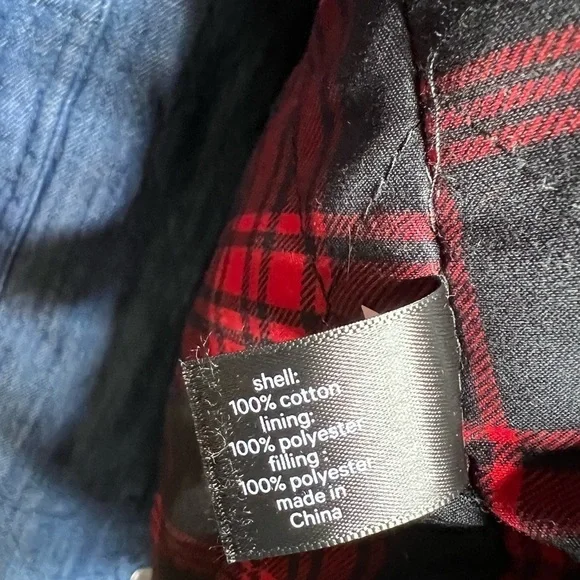 shell:
100% cotton
lining:
100% polyester
filling :
100% polyester
made in
China